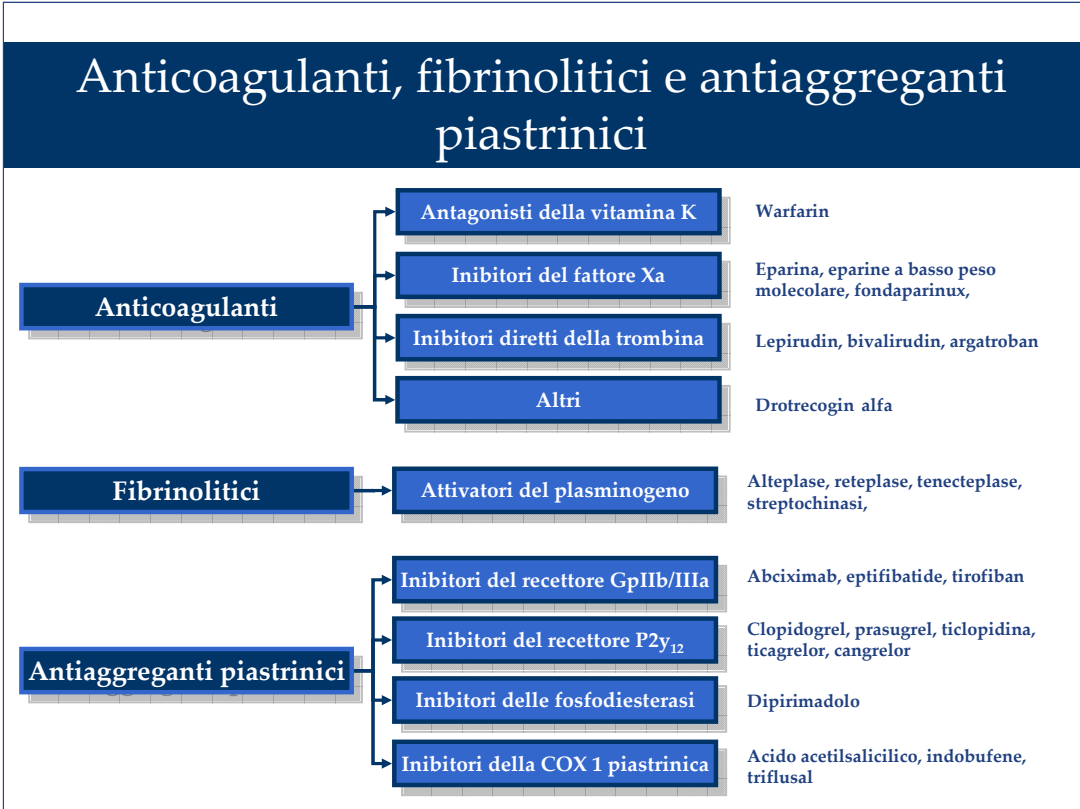 Anticoagulanti, fibrinolitici e antiaggreganti
piastrinici
Anticoagulanti
Antagonisti della vitamina K
Warfarin
Inibitori del fattore Xa
Eparina, eparine a basso peso
molecolare, fondaparinux,
Inibitori diretti della trombina
Lepirudin, bivalirudin, argatroban
Altri
Drotrecogin alfa
Fibrinolitici
Attivatori del plasminogeno
Alteplase, reteplase, tenecteplase,
streptochinasi,
Antiaggreganti piastrinici
Inibitori del recettore GpIIb/IIIa
Abciximab, eptifibatide, tirofiban
Inibitori del recettore P2y₁₂
Clopidogrel, prasugrel, ticlopidina,
ticagrelor, cangrelor
Inibitori delle fosfodiesterasi
Dipirimadolo
Inibitori della COX 1 piastrinica
Acido acetilsalicilico, indobufene,
triflusal